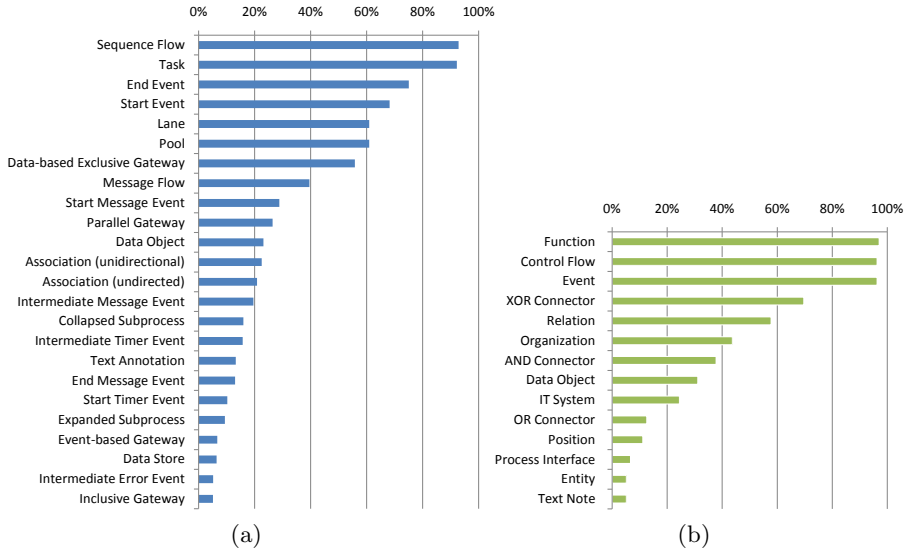 0% 20% 40% 60% 80% 100%
Sequence Flow
Task
End Event
Start Event
Lane
Pool
Data-based Exclusive Gateway
Message Flow
Start Message Event
Parallel Gateway
Data Object
Association (unidirectional)
Association (undirected)
Intermediate Message Event
Collapsed Subprocess
Intermediate Timer Event
Text Annotation
End Message Event
Start Timer Event
Expanded Subprocess
Event-based Gateway
Data Store
Intermediate Error Event
Inclusive Gateway
(a)
0% 20% 40% 60% 80% 100%
Function
Control Flow
Event
XOR Connector
Relation
Organization
AND Connector
Data Object
IT System
OR Connector
Position
Process Interface
Entity
Text Note
(b)